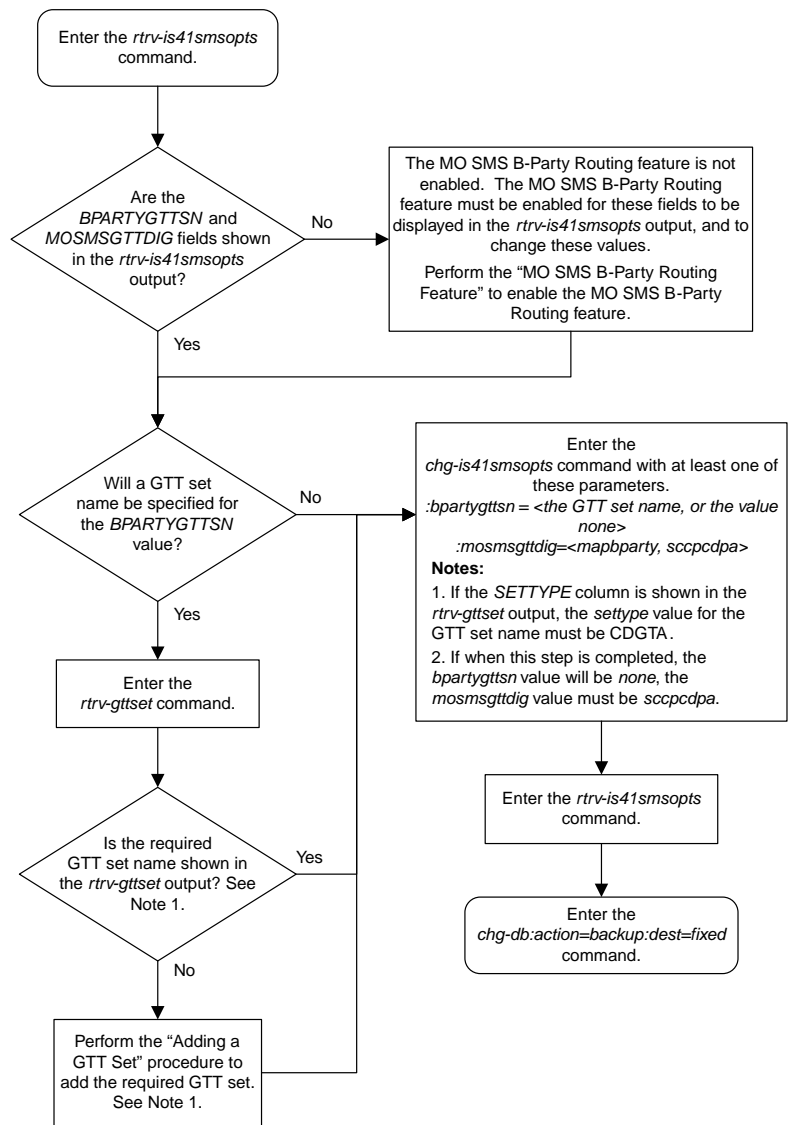 Enter the rtrv-is41smsopts
command.
Are the
BPARTYGTTSN and
MOSMSGTTDIG fields shown
in the rtrv-is41smsopts
output?
No
The MO SMS B-Party Routing feature is not
enabled. The MO SMS B-Party Routing
feature must be enabled for these fields to be
displayed in the rtrv-is41smsopts output, and to
change these values.
Perform the “MO SMS B-Party Routing
Feature” to enable the MO SMS B-Party
Routing feature.
Yes
Will a GTT set
name be specified for
the BPARTYGTTSN
value?
No
Yes
Enter the
rtrv-gttset command.
Is the required
GTT set name shown in
the rtrv-gttset output? See
Note 1.
Yes
No
Perform the “Adding a
GTT Set” procedure to
add the required GTT set.
See Note 1.
Enter the
chg-is41smsopts command with at least one of
these parameters.
:bpartygttsn = <the GTT set name, or the value
none>
:mosmsgttdig=<mapbparty, sccpcdpa>
Notes:
1. If the SETTYPE column is shown in the
rtrv-gttset output, the settype value for the
GTT set name must be CDGTA.
2. If when this step is completed, the
bpartygttsn value will be none, the
mosmsgttdig value must be sccpcdpa.
Enter the rtrv-is41smsopts
command.
Enter the
chg-db:action=backup:dest=fixed
command.